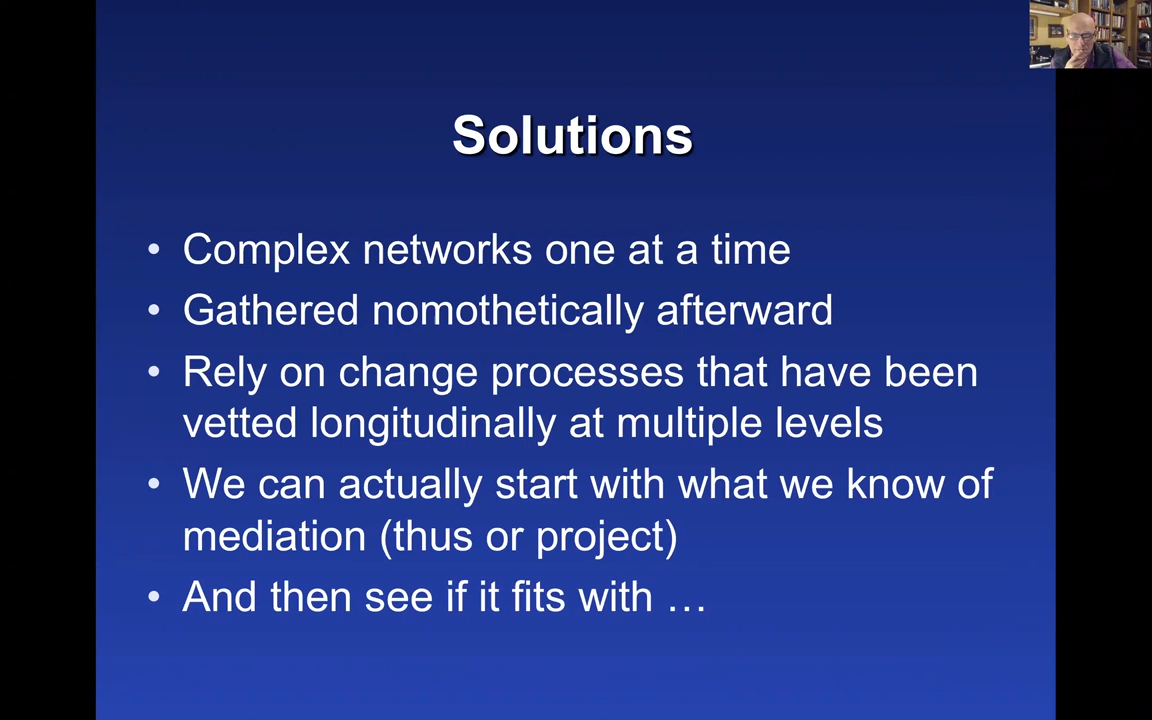 Solutions
• Complex networks one at a time
• Gathered nomothetically afterward
• Rely on change processes that have been
vetted longitudinally at multiple levels
• We can actually start with what we know of
mediation (thus or project)
• And then see if it fits with …